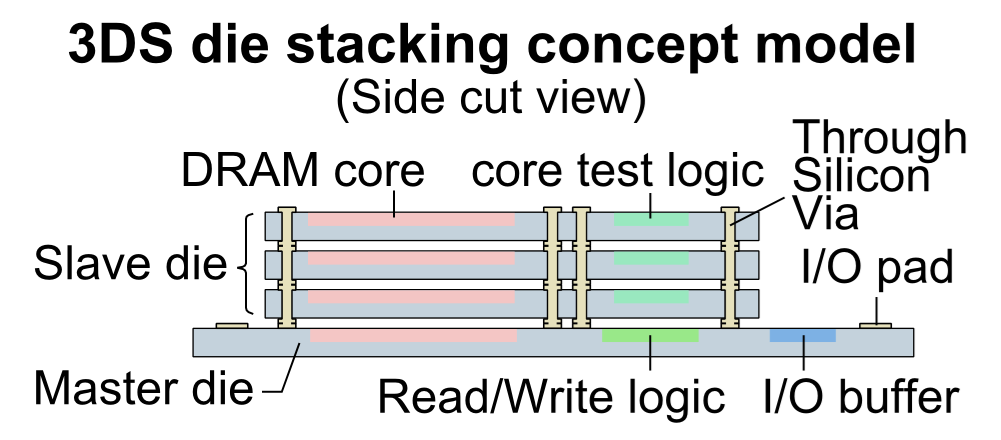 3DS die stacking concept model
(Side cut view)
DRAM core
core test logic
Through
Silicon
Via
Slave die
I/O pad
Master die
Read/Write logic
I/O buffer